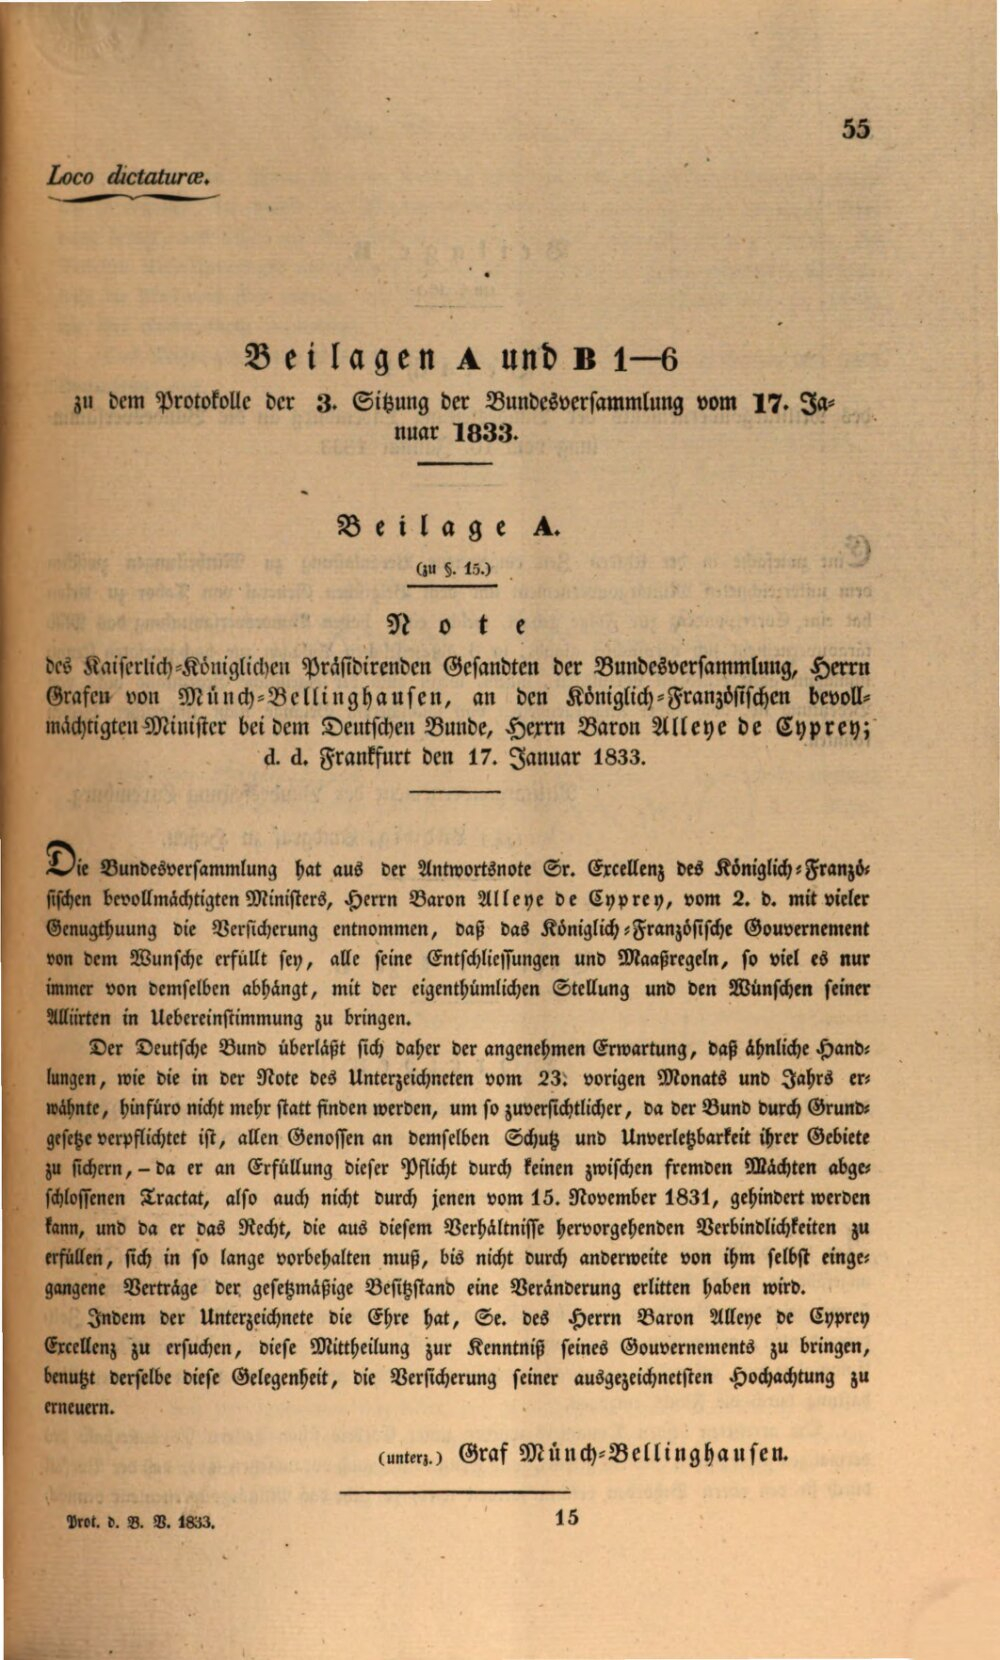 55
Loco dictaturæ.
Beilagen A und B 1—6
zu dem Protokolle der 3. Sitzung der Bundesversammlung vom 17. Ja-
nuar 1833.
Beilage A.
(zu §. 15.)
Note
des Kaiserlich-Königlichen Präsidirenden Gesandten der Bundesversammlung, Herrn
Grafen von Münch-Bellinghausen, an den Königlich-Französischen bevoll-
mächtigten Minister bei dem Deutschen Bunde, Herrn Baron Alleye de Cyprey;
d. d. Frankfurt den 17. Januar 1833.
Die Bundesversammlung hat aus der Antwortsnote Sr. Excellenz des Königlich-Franzö-
sischen bevollmächtigten Ministers, Herrn Baron Alleye de Cyprey, vom 2. d. mit vieler
Genugthuung die Versicherung entnommen, daß das Königlich-Französische Gouvernement
von dem Wunsche erfüllt sey, alle seine Entschliessungen und Maaßregeln, so viel es nur
immer von demselben abhängt, mit der eigenthümlichen Stellung und den Wünschen seiner
Alliirten in Uebereinstimmung zu bringen.
Der Deutsche Bund überläßt sich daher der angenehmen Erwartung, daß ähnliche Hand-
lungen, wie die in der Note des Unterzeichneten vom 23. vorigen Monats und Jahrs er-
wähnte, hinfüro nicht mehr statt finden werden, um so zuversichtlicher, da der Bund durch Grund-
gesetze verpflichtet ist, allen Genossen an demselben Schutz und Unverletzbarkeit ihrer Gebiete
zu sichern, – da er an Erfüllung dieser Pflicht durch keinen zwischen fremden Mächten abge-
schlossenen Tractat, also auch nicht durch jenen vom 15. November 1831, gehindert werden
kann, und da er das Recht, die aus diesem Verhältnisse hervorgehenden Verbindlichkeiten zu
erfüllen, sich in so lange vorbehalten muß, bis nicht durch anderweite von ihm selbst einge-
gangene Verträge der gesetzmäßige Besitzstand eine Veränderung erlitten haben wird.
Indem der Unterzeichnete die Ehre hat, Se. des Herrn Baron Alleye de Cyprey
Excellenz zu ersuchen, diese Mittheilung zur Kenntniß seines Gouvernements zu bringen,
benutzt derselbe diese Gelegenheit, die Versicherung seiner ausgezeichnetsten Hochachtung zu
erneuern.
(unterz.) Graf Münch-Bellinghausen.
Prot. d. B. V. 1833.
15